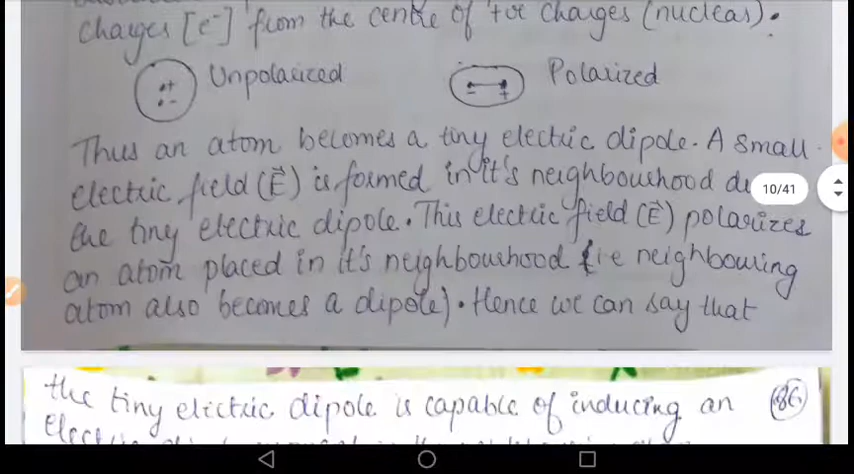 charges [e⁻] from the centre of +ve charges (nucleas).
Unpolarized
Polarized
Thus an atom becomes a tiny electric dipole. A small
electric field (E⃗) is formed in it's neighbourhood
10/41
the tiny electric dipole. This electric field (E⃗) polarizes
an atom placed in it's neighbourhood (i.e neighbouring
atom also becomes a dipole). Hence we can say that
the tiny electric dipole is capable of inducing an
86